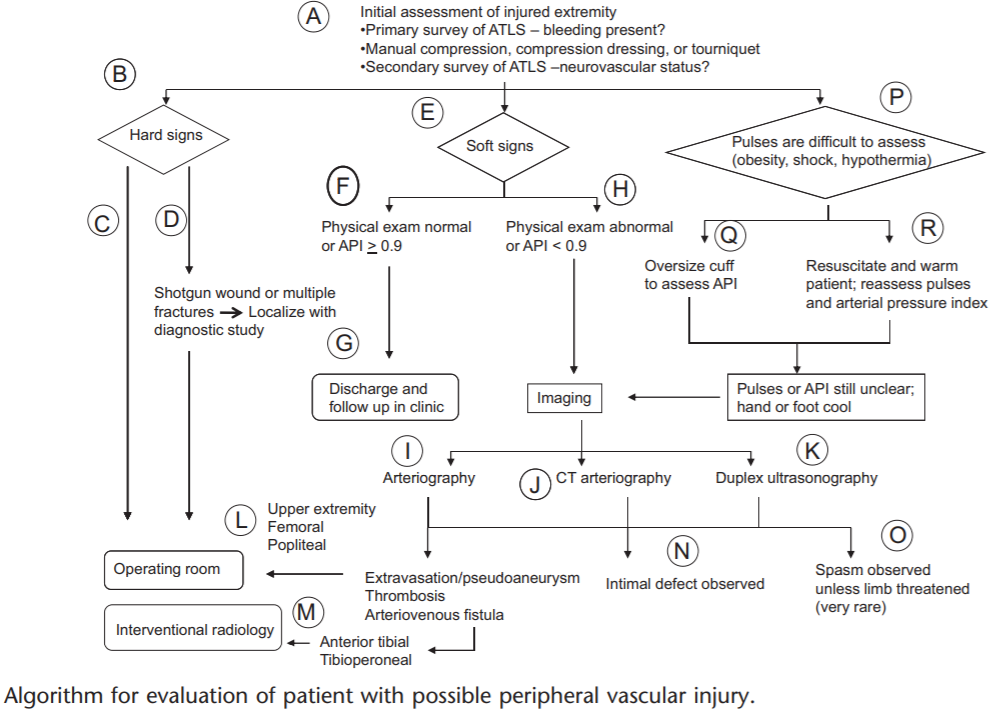 A
Initial assessment of injured extremity
•Primary survey of ATLS – bleeding present?
•Manual compression, compression dressing, or tourniquet
•Secondary survey of ATLS –neurovascular status?
B
Hard signs
E
Soft signs
P
Pulses are difficult to assess
(obesity, shock, hypothermia)
C
D
F
Physical exam normal
or API ≥ 0.9
H
Physical exam abnormal
or API < 0.9
Q
Oversize cuff
to assess API
R
Resuscitate and warm
patient; reassess pulses
and arterial pressure index
Shotgun wound or multiple
fractures → Localize with
diagnostic study
G
Discharge and
follow up in clinic
Imaging
Pulses or API still unclear;
hand or foot cool
I
Arteriography
J
CT arteriography
K
Duplex ultrasonography
L
Upper extremity
Femoral
Popliteal
Operating room
Extravasation/pseudoaneurysm
Thrombosis
Arteriovenous fistula
N
Intimal defect observed
O
Spasm observed
unless limb threatened
(very rare)
M
Interventional radiology
Anterior tibial
Tibioperoneal
Algorithm for evaluation of patient with possible peripheral vascular injury.